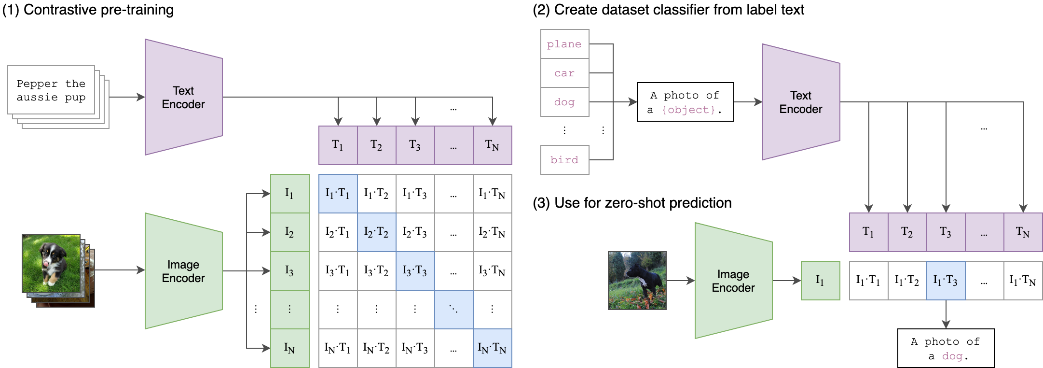 (1) Contrastive pre-training
Pepper the
aussie pup
Text
Encoder
...
T1 T2 T3 ... TN
I1 I1·T1 I1·T2 I1·T3 ... I1·TN
I2 I2·T1 I2·T2 I2·T3 ... I2·TN
Image
Encoder
I3 I3·T1 I3·T2 I3·T3 ... I3·TN
⋮ ⋮ ⋮ ⋮ ⋮ ⋱ ⋮
IN IN·T1 IN·T2 IN·T3 ... IN·TN
(2) Create dataset classifier from label text
plane
car
dog
⋮ ⋮
bird
A photo of
a {object}.
Text
Encoder
...
(3) Use for zero-shot prediction
T1 T2 T3 ... TN
Image
Encoder
I1 I1·T1 I1·T2 I1·T3 ... I1·TN
A photo of
a dog.